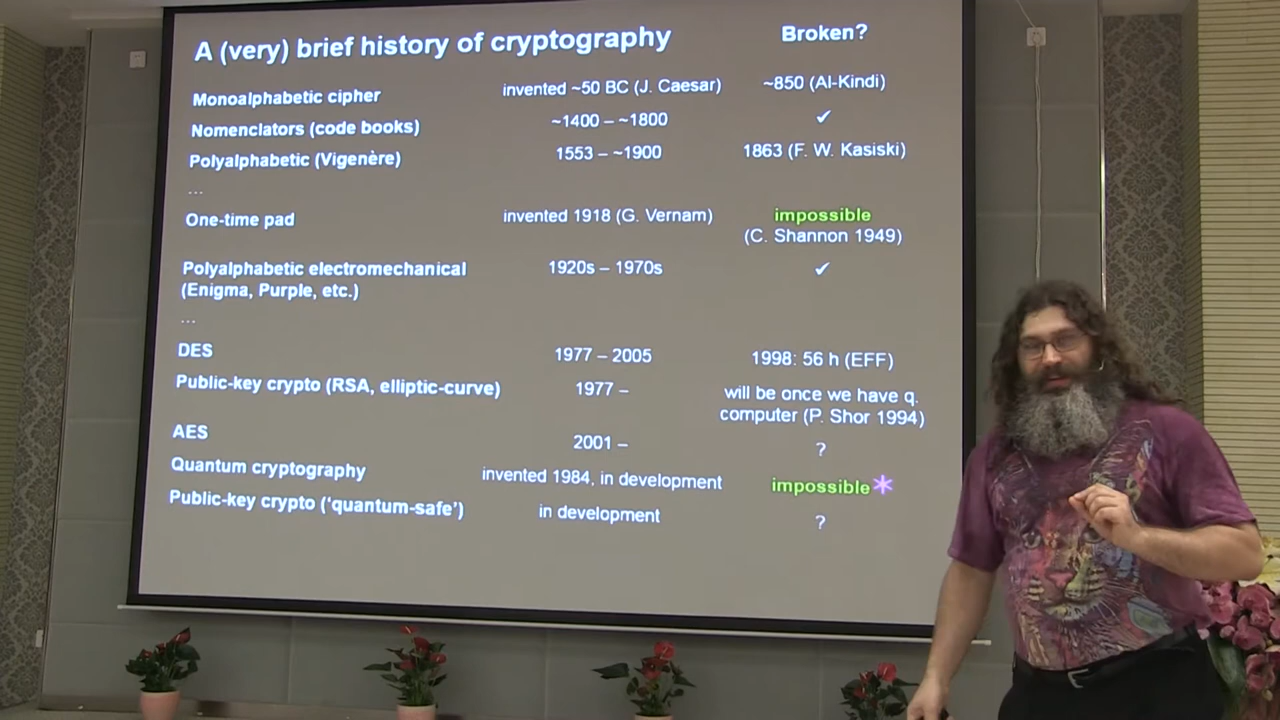 A (very) brief history of cryptography Broken?
Monoalphabetic cipher invented ~50 BC (J. Caesar) ~850 (Al-Kindi)
Nomenclators (code books) ~1400 – ~1800 ✓
Polyalphabetic (Vigenère) 1553 – ~1900 1863 (F. W. Kasiski)
...
One-time pad invented 1918 (G. Vernam) impossible
(C. Shannon 1949)
Polyalphabetic electromechanical 1920s – 1970s ✓
(Enigma, Purple, etc.)
...
DES 1977 – 2005 1998: 56 h (EFF)
Public-key crypto (RSA, elliptic-curve) 1977 – will be once we have q.
computer (P. Shor 1994)
AES 2001 – ?
Quantum cryptography invented 1984, in development impossible*
Public-key crypto (‘quantum-safe’) in development ?